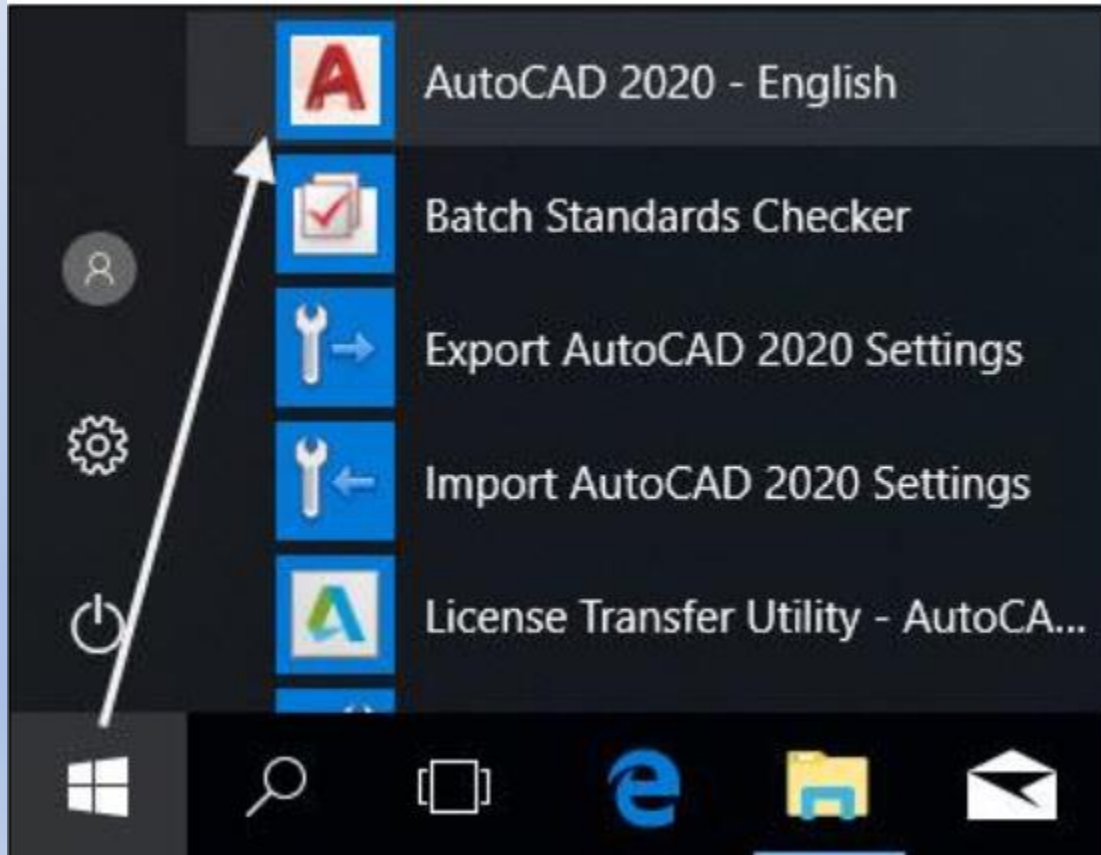 AutoCAD 2020 - English
Batch Standards Checker
Export AutoCAD 2020 Settings
Import AutoCAD 2020 Settings
License Transfer Utility - AutoCA...